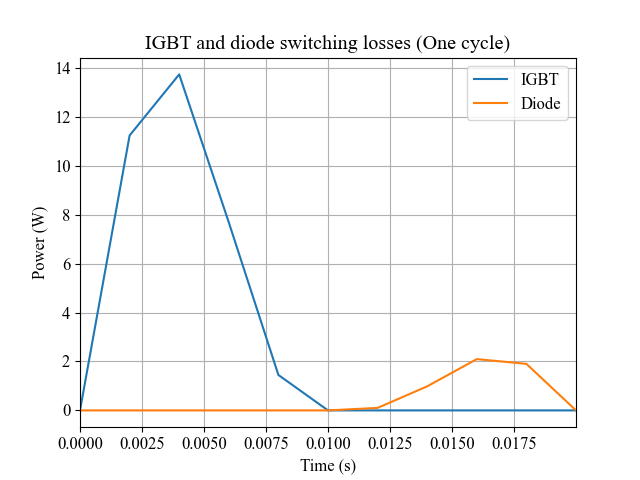 IGBT and diode switching losses (One cycle)
14
12
10
8
6
4
2
0
Power (W)
IGBT
Diode
0.0000 0.0025 0.0050 0.0075 0.0100 0.0125 0.0150 0.0175
Time (s)